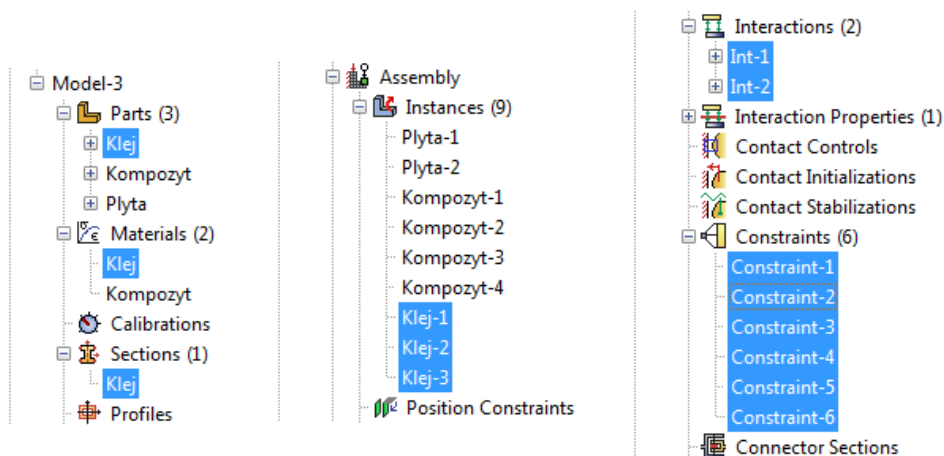 Model-3
Parts (3)
Klej
Kompozyt
Plyta
Materials (2)
Klej
Kompozyt
Calibrations
Sections (1)
Klej
Profiles
Assembly
Instances (9)
Plyta-1
Plyta-2
Kompozyt-1
Kompozyt-2
Kompozyt-3
Kompozyt-4
Klej-1
Klej-2
Klej-3
Position Constraints
Interactions (2)
Int-1
Int-2
Interaction Properties (1)
Contact Controls
Contact Initializations
Contact Stabilizations
Constraints (6)
Constraint-1
Constraint-2
Constraint-3
Constraint-4
Constraint-5
Constraint-6
Connector Sections